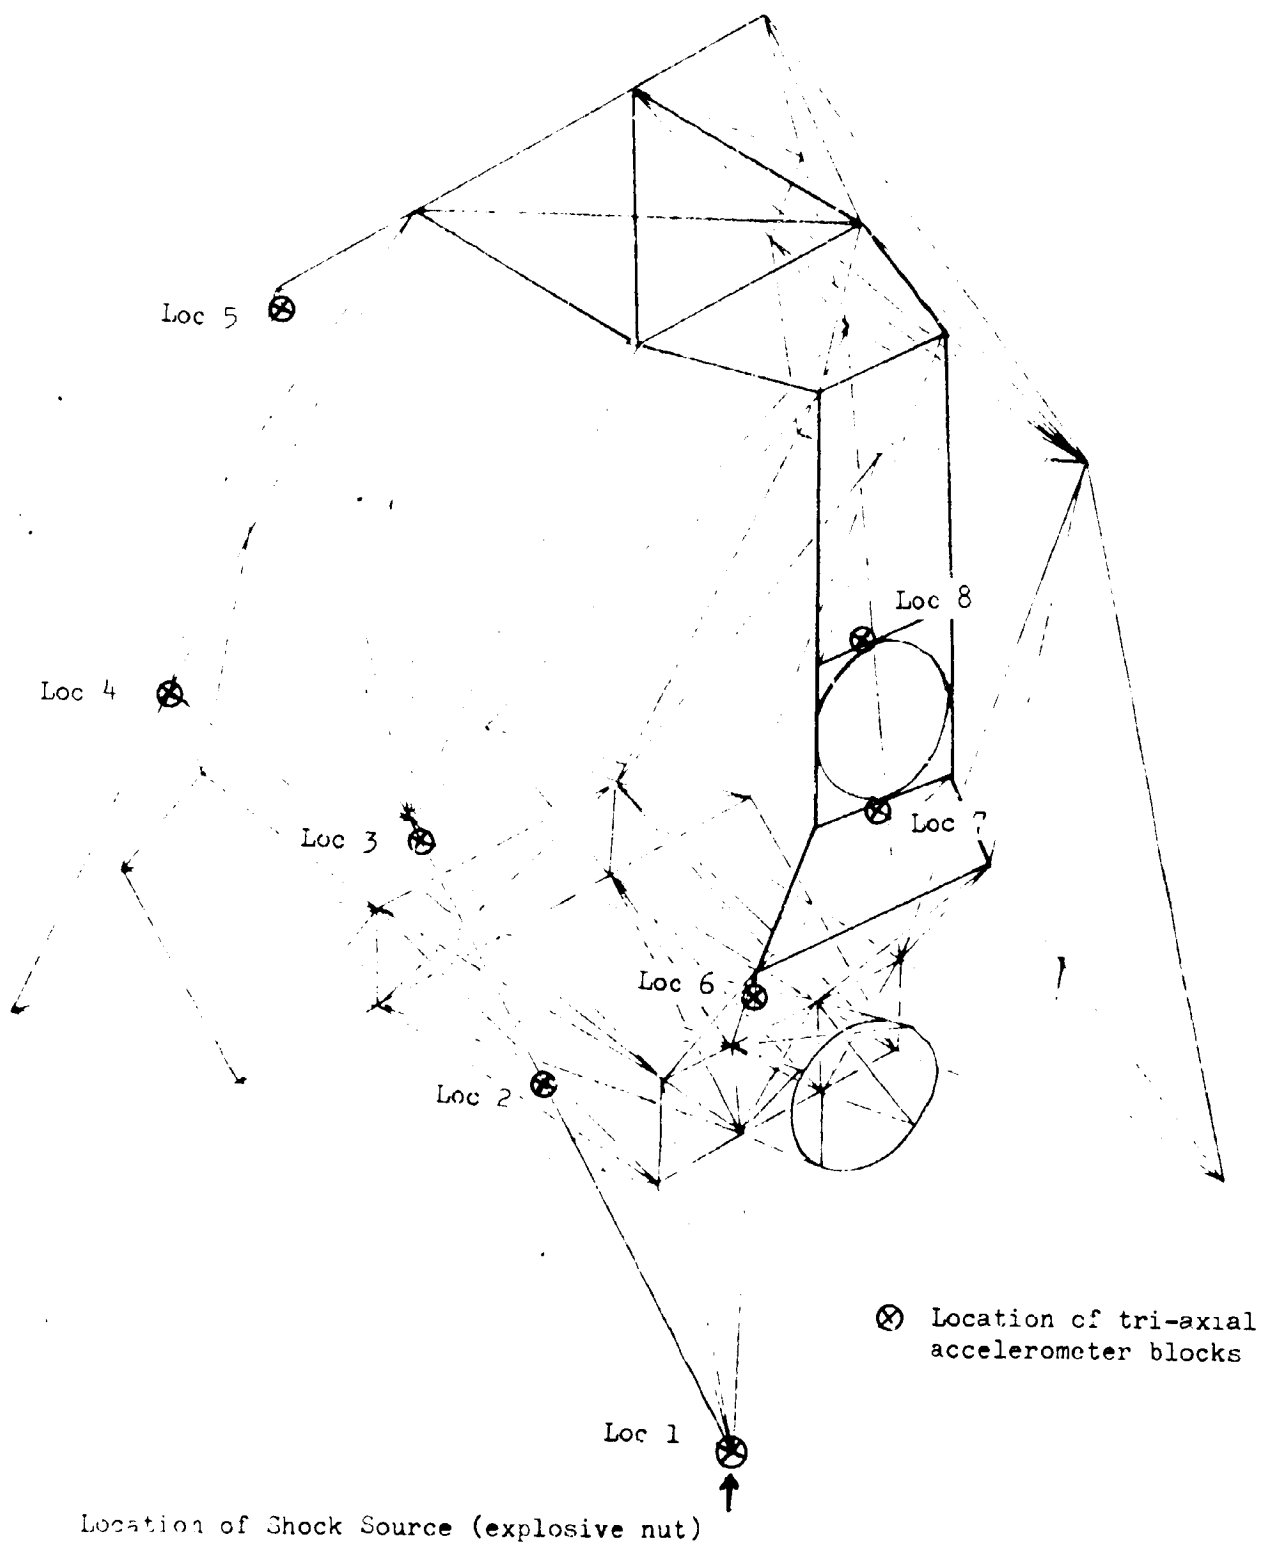 Loc 5
Loc 8
Loc 4
Loc 7
Loc 3
Loc 6
Loc 2
Location of tri-axial
accelerometer blocks
Loc 1
Location of Shock Source (explosive nut)